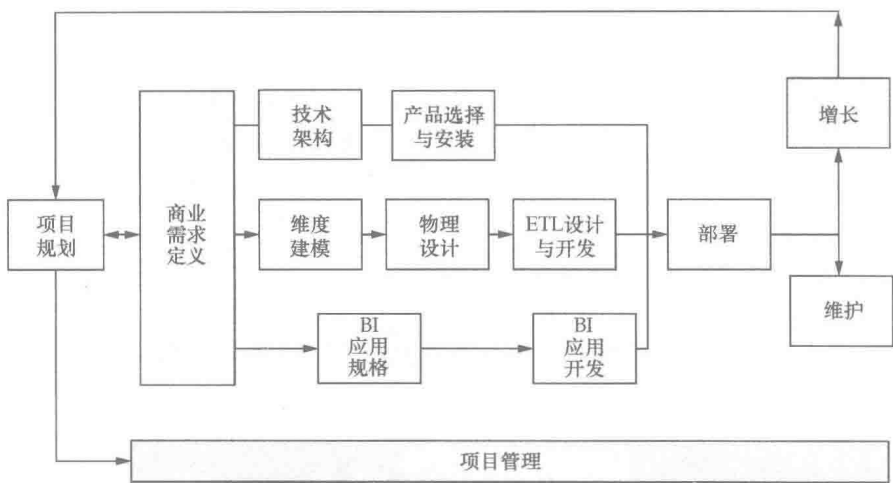 技术
架构
产品选择
与安装
增长
项目
规划
商业
需求
定义
维度
建模
物理
设计
ETL设计
与开发
部署
维护
BI
应用
规格
BI
应用
开发
项目管理